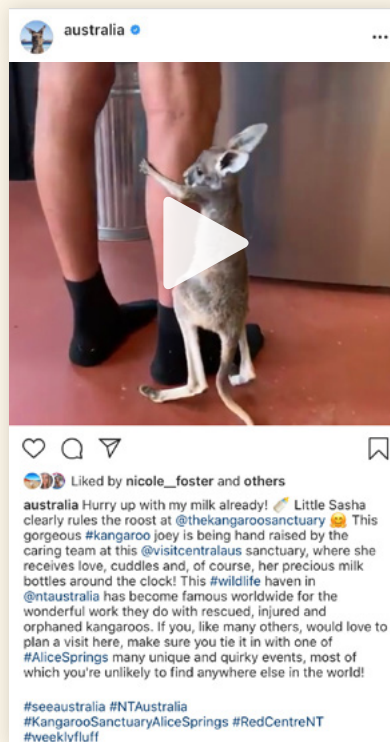 australia
Liked by nicole__foster and others
australia Hurry up with my milk already! 🍼 Little Sasha
clearly rules the roost at @thekangaroosanctuary 🤗 This
gorgeous #kangaroo joey is being hand raised by the
caring team at this @visitcentralaus sanctuary, where she
receives love, cuddles and, of course, her precious milk
bottles around the clock! This #wildlife haven in
@ntaustralia has become famous worldwide for the
wonderful work they do with rescued, injured and
orphaned kangaroos. If you, like many others, would love to
plan a visit here, make sure you tie it in with one of
#AliceSprings many unique and quirky events, most of
which you're unlikely to find anywhere else in the world!
#seeaustralia #NTAustralia
#KangarooSanctuaryAliceSprings #RedCentreNT
#weeklyfluff